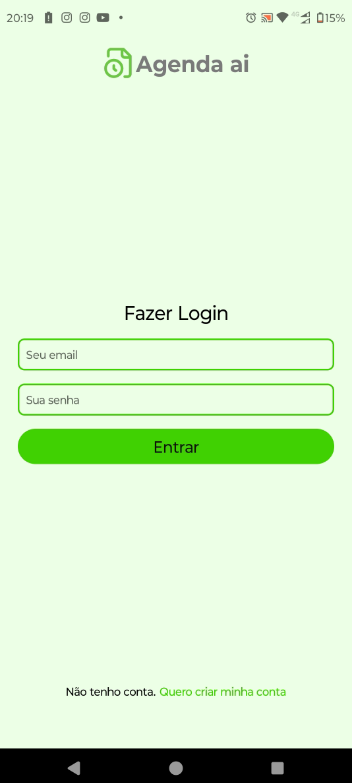 20:19 4G 15%
Agenda ai
Fazer Login
Seu email
Sua senha
Entrar
Não tenho conta. Quero criar minha conta